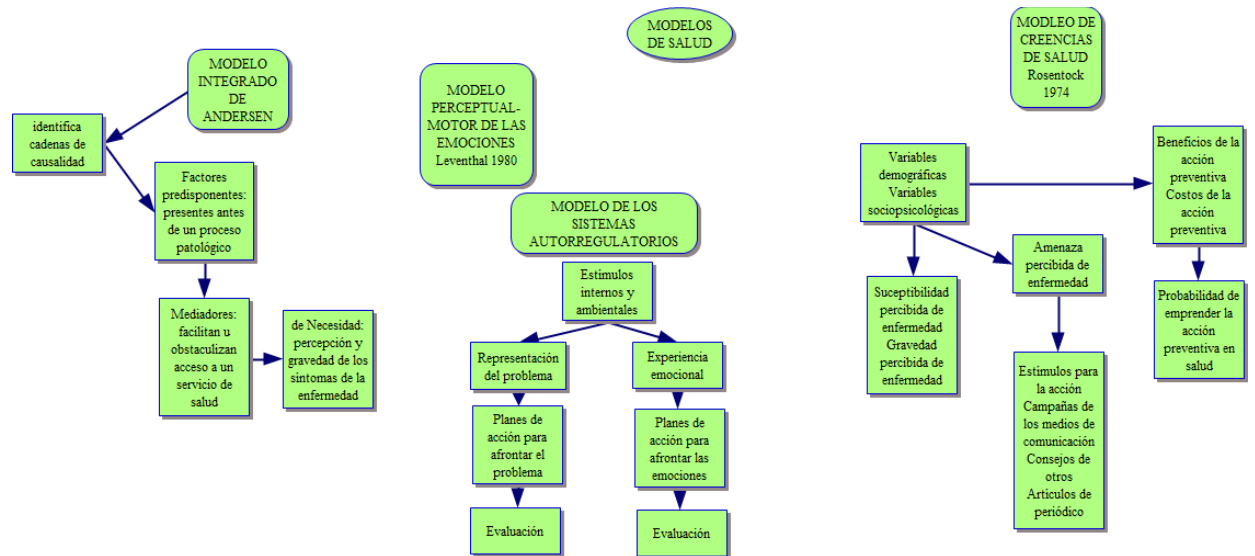 MODELOS
DE SALUD
MODELO
INTEGRADO
DE
ANDERSEN
identifica
cadenas de
causalidad
Factores
predisponentes:
presentes antes
de un proceso
patológico
Mediadores:
facilitan u
obstaculizan
acceso a un
servicio de
salud
de Necesidad:
percepción y
gravedad de los
síntomas de la
enfermedad
MODELO
PERCEPTUAL-
MOTOR DE LAS
EMOCIONES
Leventhal 1980
MODELO DE LOS
SISTEMAS
AUTORREGULATORIOS
Estímulos
internos y
ambientales
Representación
del problema
Planes de
acción para
afrontar el
problema
Evaluación
Experiencia
emocional
Planes de
acción para
afrontar las
emociones
Evaluación
MODLEO DE
CREENCIAS
DE SALUD
Rosentock
1974
Variables
demográficas
Variables
sociopsicológicas
Suceptibilidad
percibida de
enfermedad
Gravedad
percibida de
enfermedad
Amenaza
percibida de
enfermedad
Estimulos para
la acción
Campañas de
los medios de
comunicación
Consejos de
otros
Artículos de
periódico
Beneficios de la
acción
preventiva
Costos de la
acción
preventiva
Probabilidad de
emprender la
acción
preventiva en
salud